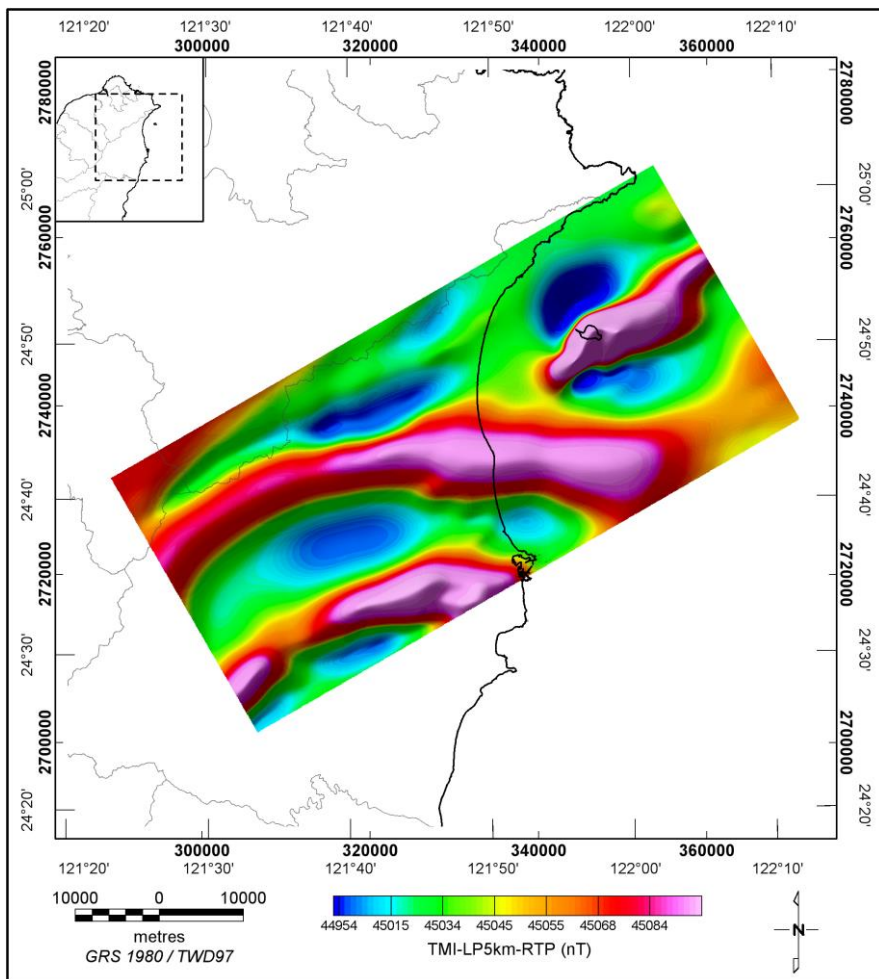 121°20' 121°30' 121°40' 121°50' 122°00' 122°10'
300000 320000 340000 360000
2780000 2780000
25°00' 25°00'
2760000 2760000
24°50' 24°50'
2740000 2740000
24°40' 24°40'
2720000 2720000
24°30' 24°30'
2700000 2700000
24°20' 24°20'
300000 320000 340000 360000
121°20' 121°30' 121°40' 121°50' 122°00' 122°10'
10000 0 10000
metres
GRS 1980 / TWD97
44954 45015 45034 45045 45055 45068 45084
TMI-LP5km-RTP (nT)
N